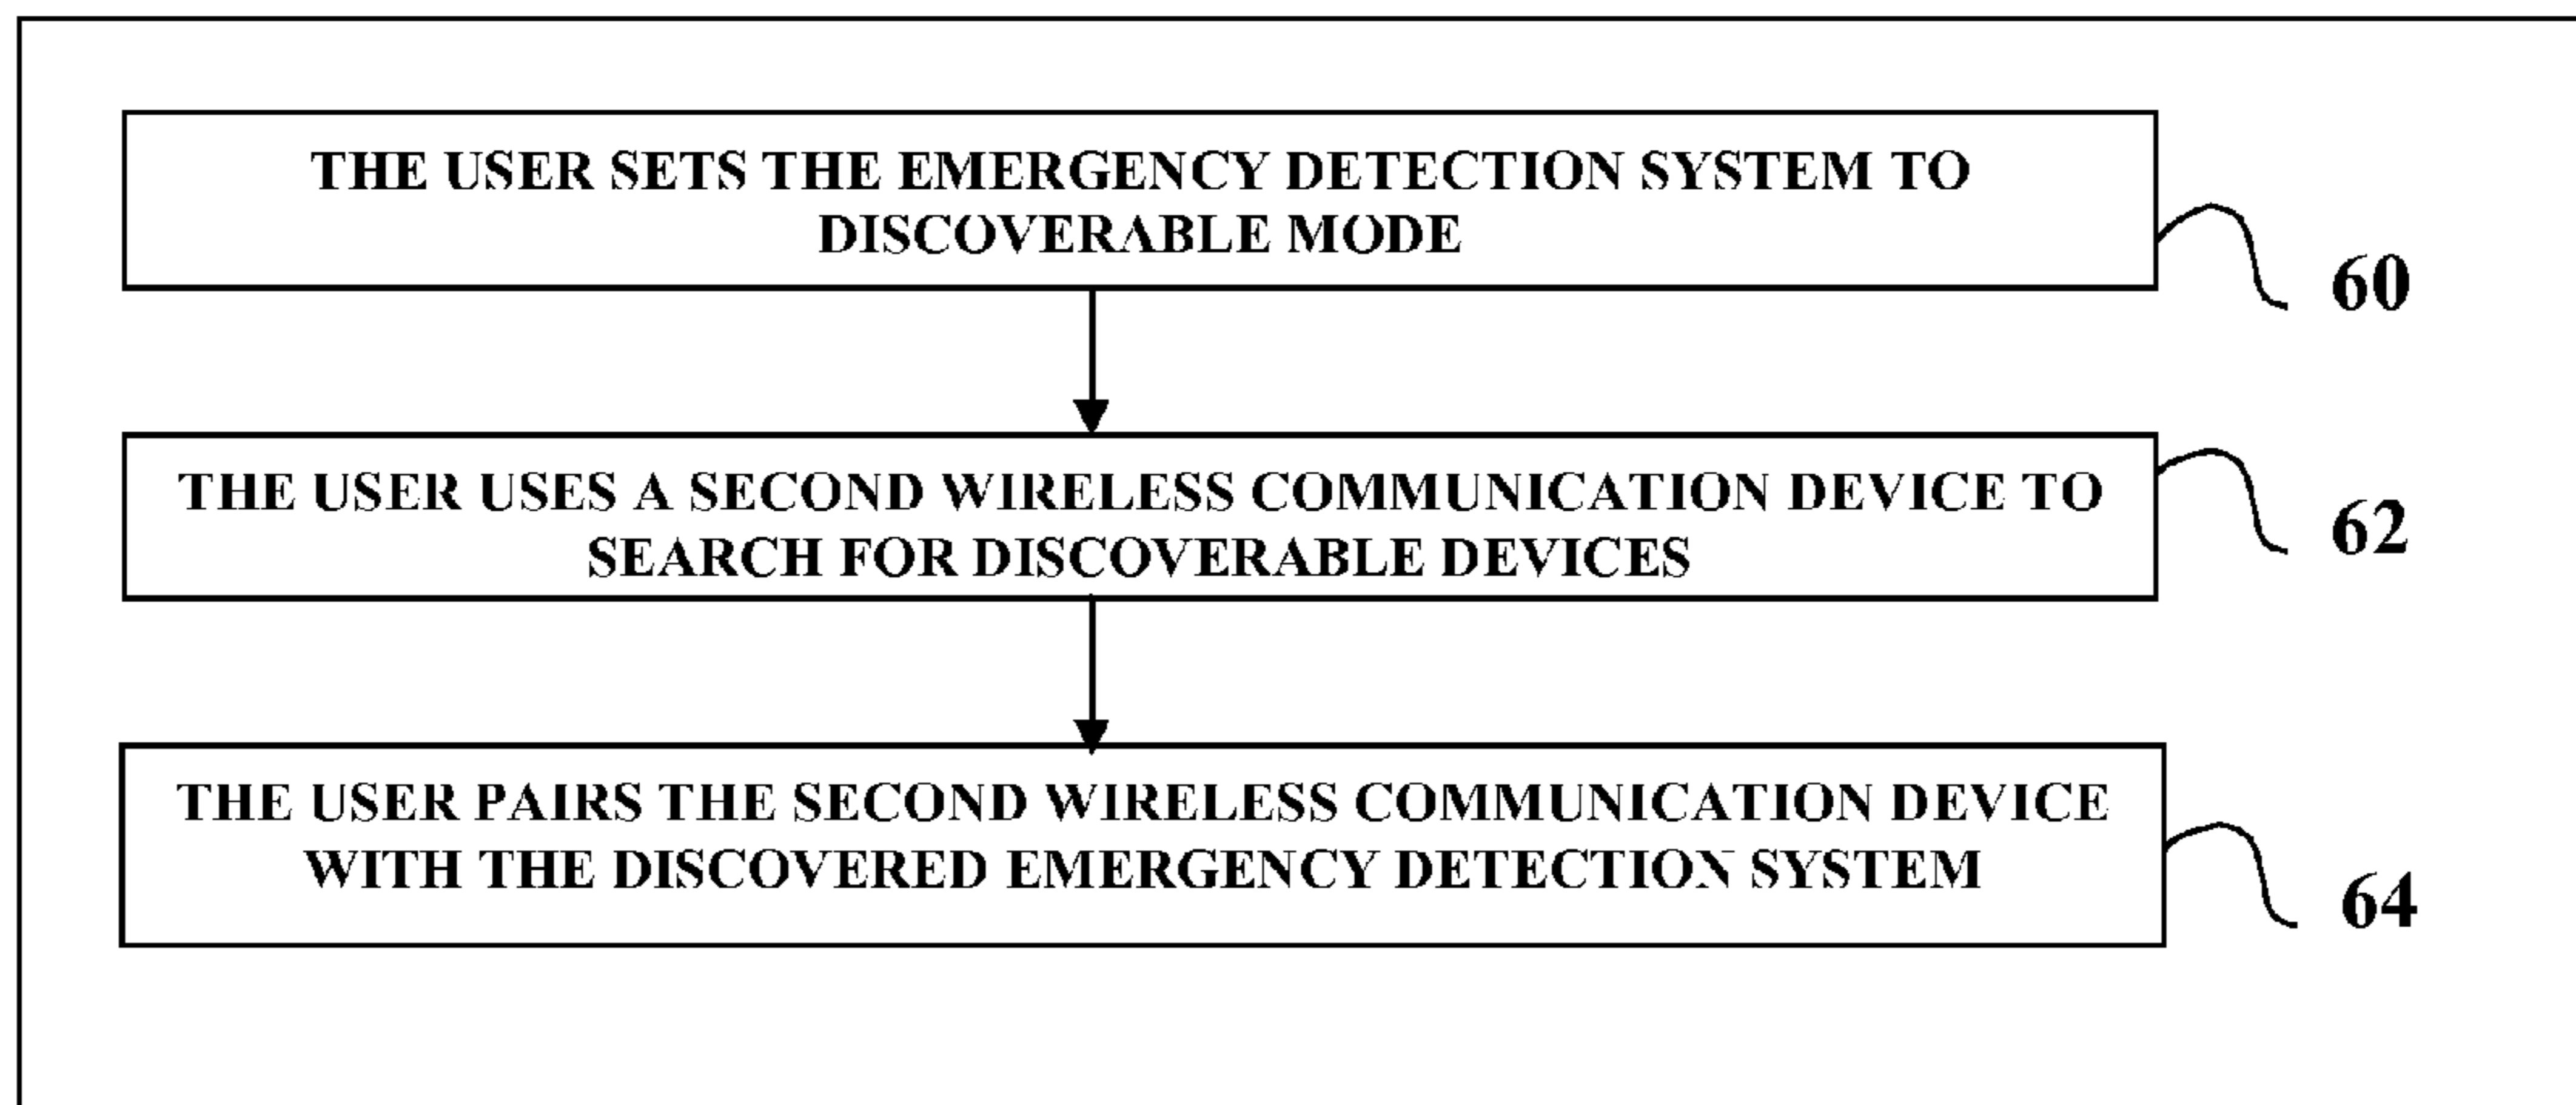 THE USER SETS THE EMERGENCY DETECTION SYSTEM TO
DISCOVERABLE MODE
60
THE USER USES A SECOND WIRELESS COMMUNICATION DEVICE TO
SEARCH FOR DISCOVERABLE DEVICES
62
THE USER PAIRS THE SECOND WIRELESS COMMUNICATION DEVICE
WITH THE DISCOVERED EMERGENCY DETECTION SYSTEM
64